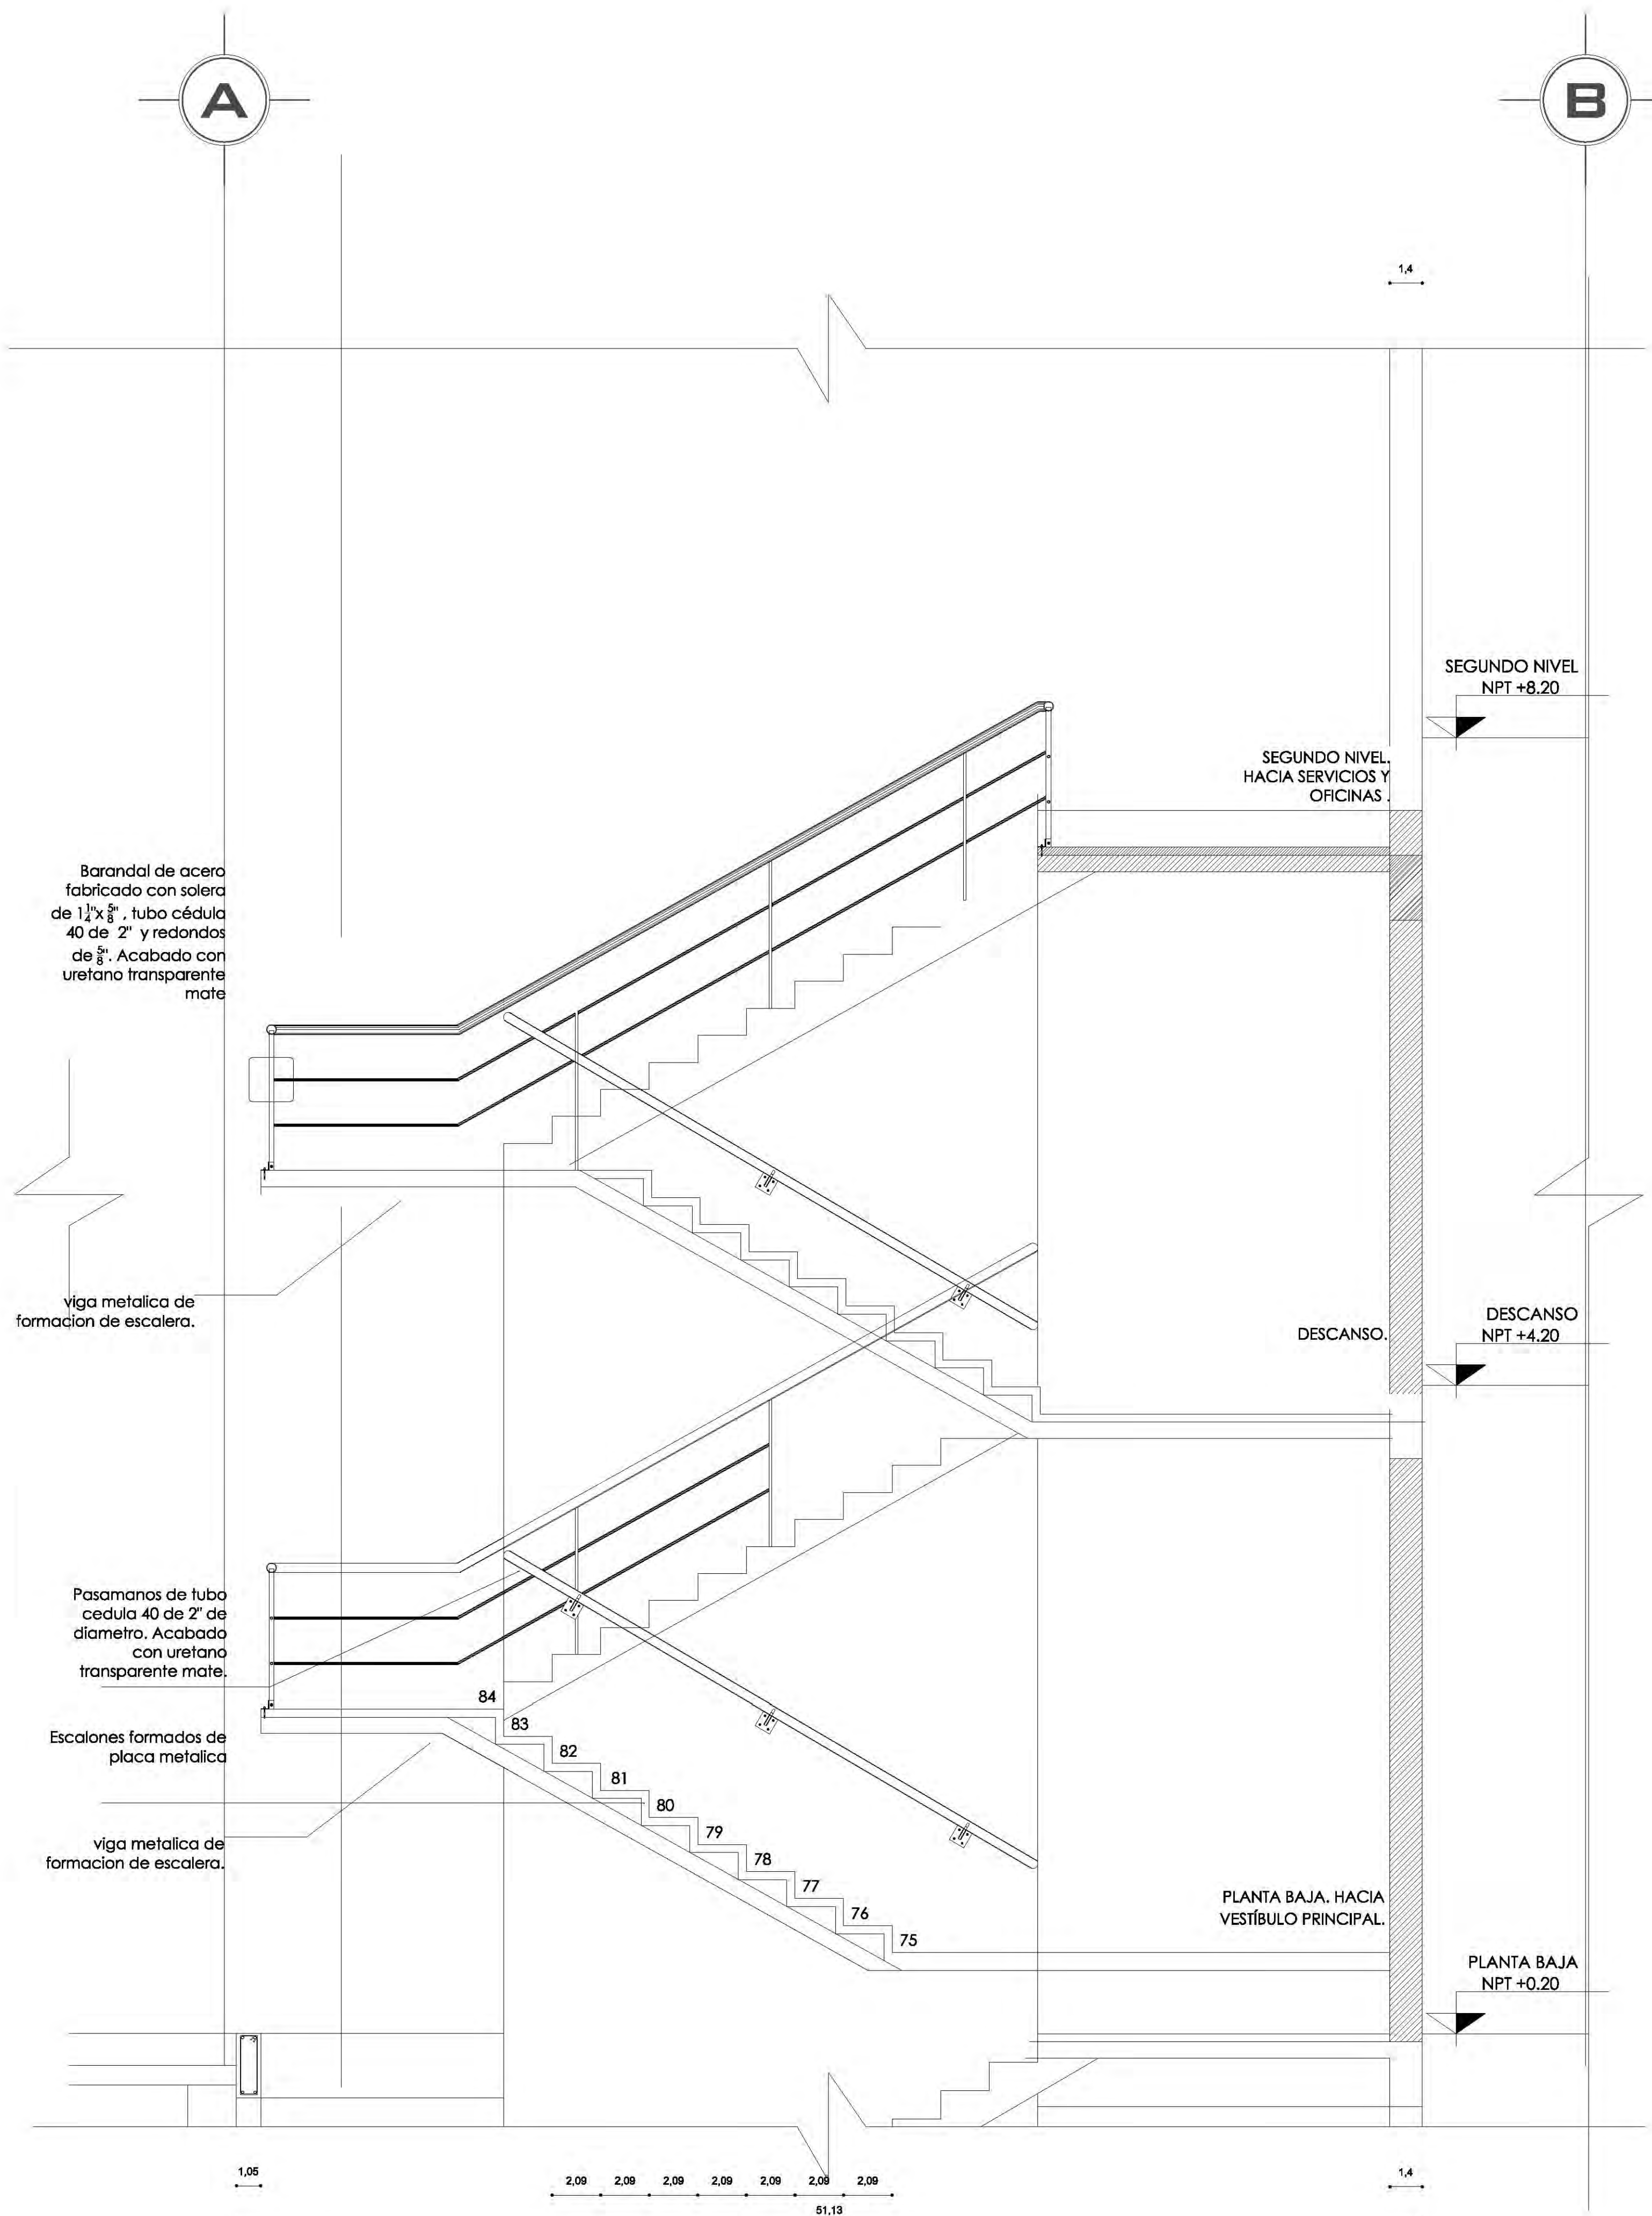 A
B
1,4
SEGUNDO NIVEL
NPT +8.20
SEGUNDO NIVEL.
HACIA SERVICIOS Y
OFICINAS .
Barandal de acero
fabricado con solera
de 1 1/4"x 5/8" , tubo cédula
40 de 2" y redondos
de 5/8". Acabado con
uretano transparente
mate
viga metalica de
formacion de escalera.
DESCANSO.
DESCANSO
NPT +4.20
Pasamanos de tubo
cedula 40 de 2" de
diametro. Acabado
con uretano
transparente mate.
Escalones formados de
placa metalica
viga metalica de
formacion de escalera.
84
83
82
81
80
79
78
77
76
75
PLANTA BAJA. HACIA
VESTÍBULO PRINCIPAL.
PLANTA BAJA
NPT +0.20
1,05
2,09 2,09 2,09 2,09 2,09 2,09 2,09
51,13
1,4